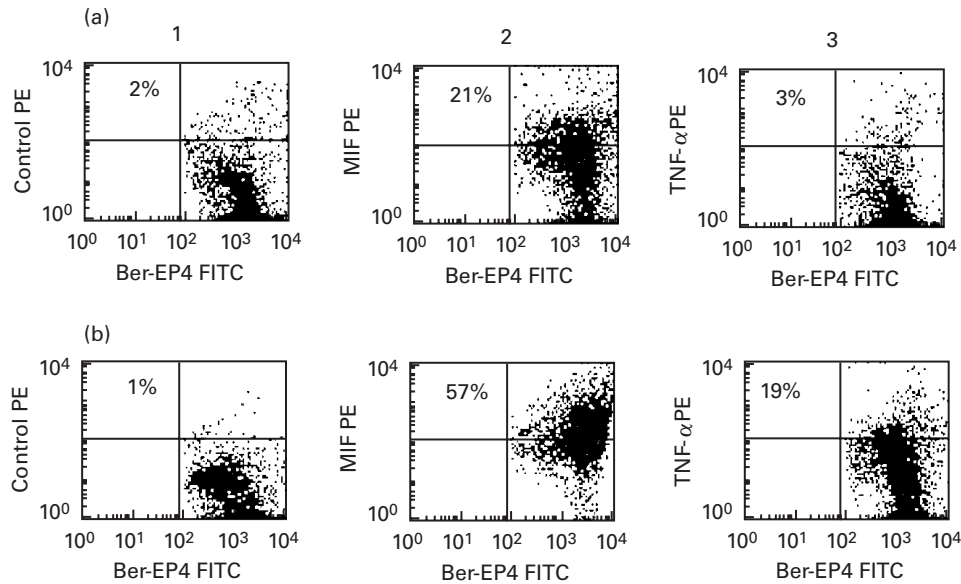 (a)
1
2
3
10⁴
Control PE
10⁰
2%
10⁰ 10¹ 10² 10³ 10⁴
Ber-EP4 FITC
10⁴
MIF PE
10⁰
21%
10⁰ 10¹ 10² 10³ 10⁴
Ber-EP4 FITC
10⁴
TNF-αPE
10⁰
3%
10⁰ 10¹ 10² 10³ 10⁴
Ber-EP4 FITC
(b)
10⁴
Control PE
10⁰
1%
10⁰ 10¹ 10² 10³ 10⁴
Ber-EP4 FITC
10⁴
MIF PE
10⁰
57%
10⁰ 10¹ 10² 10³ 10⁴
Ber-EP4 FITC
10⁴
TNF-αPE
10⁰
19%
10⁰ 10¹ 10² 10³ 10⁴
Ber-EP4 FITC